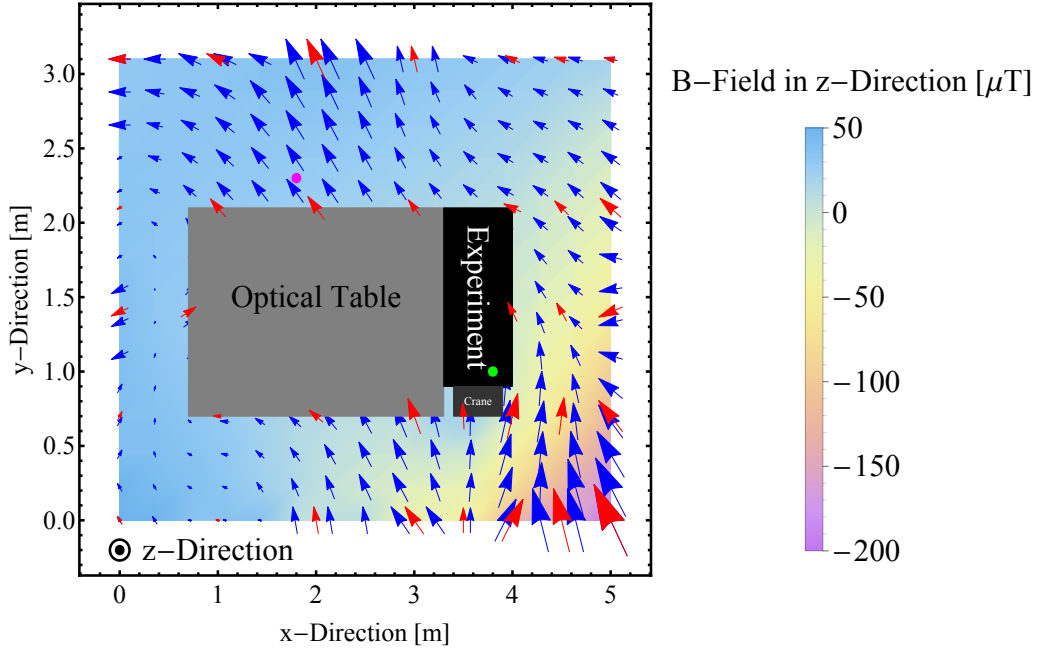 B−Field in z−Direction [μT]
3.0
2.5
2.0
1.5
1.0
0.5
0.0
y−Direction [m]
Optical Table
Experiment
Crane
z−Direction
0
1
2
3
4
5
x−Direction [m]
50
0
−50
−100
−150
−200